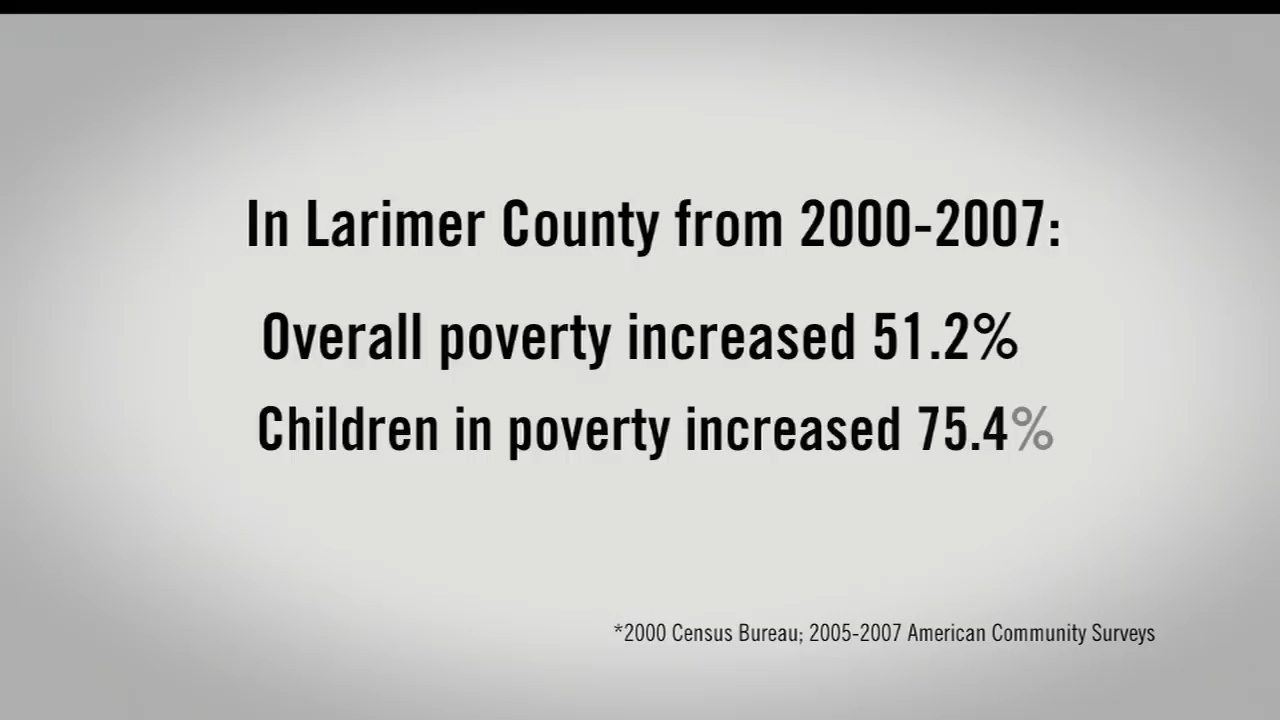 In Larimer County from 2000-2007:
Overall poverty increased 51.2%
Children in poverty increased 75.4%
*2000 Census Bureau; 2005-2007 American Community Surveys